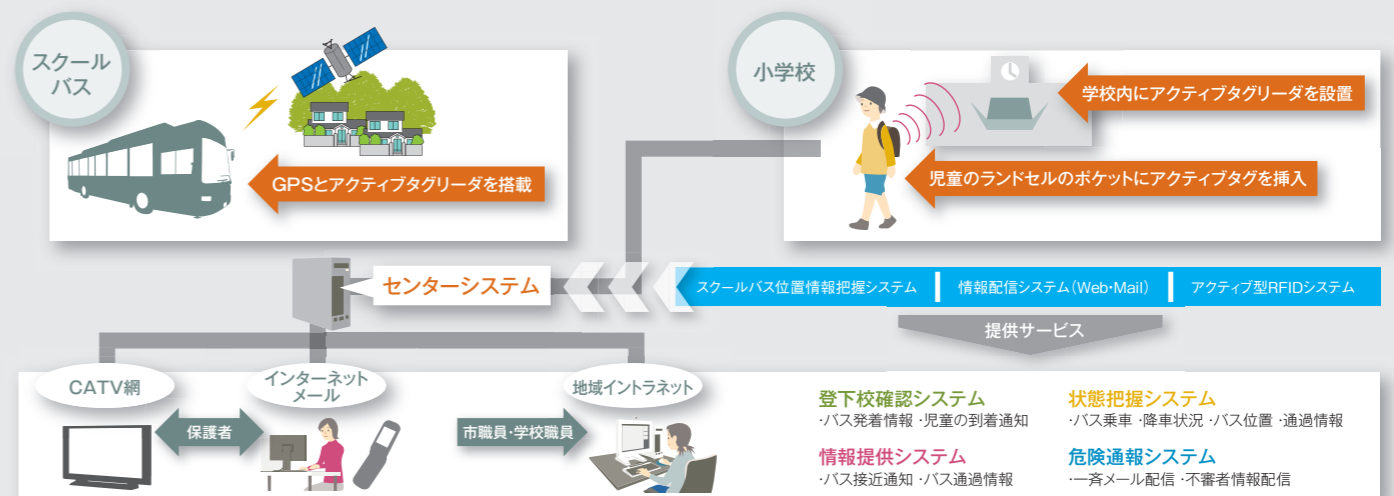 スクール
バス
GPSとアクティブタグリーダを搭載
小学校
学校内にアクティブタグリーダを設置
児童のランドセルのポケットにアクティブタグを挿入
センターシステム
スクールバス位置情報把握システム
情報配信システム(Web・Mail)
アクティブ型RFIDシステム
提供サービス
CATV網
インターネット
メール
地域イントラネット
保護者
市職員・学校職員
登下校確認システム
・バス発着情報 ・児童の到着通知
状態把握システム
・バス乗車 ・降車状況 ・バス位置 ・通過情報
情報提供システム
・バス接近通知 ・バス通過情報
危険通報システム
・一斉メール配信 ・不審者情報配信